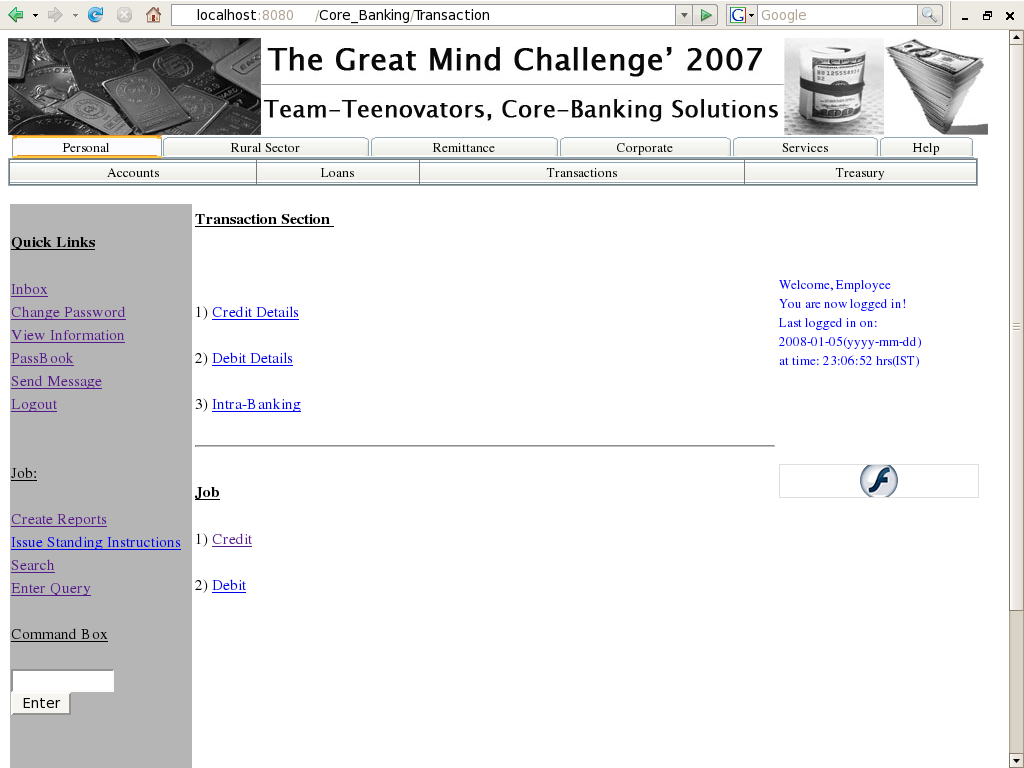 localhost:8080 /Core_Banking/Transaction
G Google
The Great Mind Challenge’ 2007
Team-Teenovators, Core-Banking Solutions
Personal Rural Sector Remittance Corporate Services Help
Accounts Loans Transactions Treasury
Transaction Section
Quick Links
Inbox
Change Password
View Information
PassBook
Send Message
Logout
Job:
Create Reports
Issue Standing Instructions
Search
Enter Query
Command Box
Enter
1) Credit Details
2) Debit Details
3) Intra-Banking
Job
1) Credit
2) Debit
Welcome, Employee
You are now logged in!
Last logged in on:
2008-01-05(yyyy-mm-dd)
at time: 23:06:52 hrs(IST)